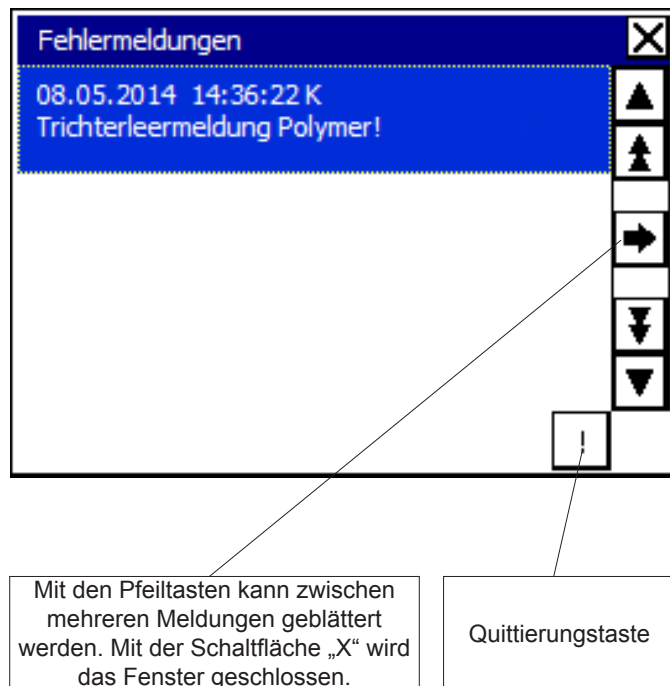 Fehlermeldungen
08.05.2014 14:36:22 K
Trichterleermeldung Polymer!
!
Mit den Pfeiltasten kann zwischen
mehreren Meldungen geblättert
werden. Mit der Schaltfläche „X“ wird
das Fenster geschlossen.
Quittierungstaste